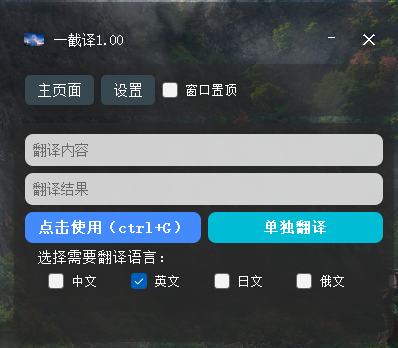 一截译1.00
主页面 设置 窗口置顶
翻译内容
翻译结果
点击使用（ctrl+G） 单独翻译
选择需要翻译语言：
中文 英文 日文 俄文